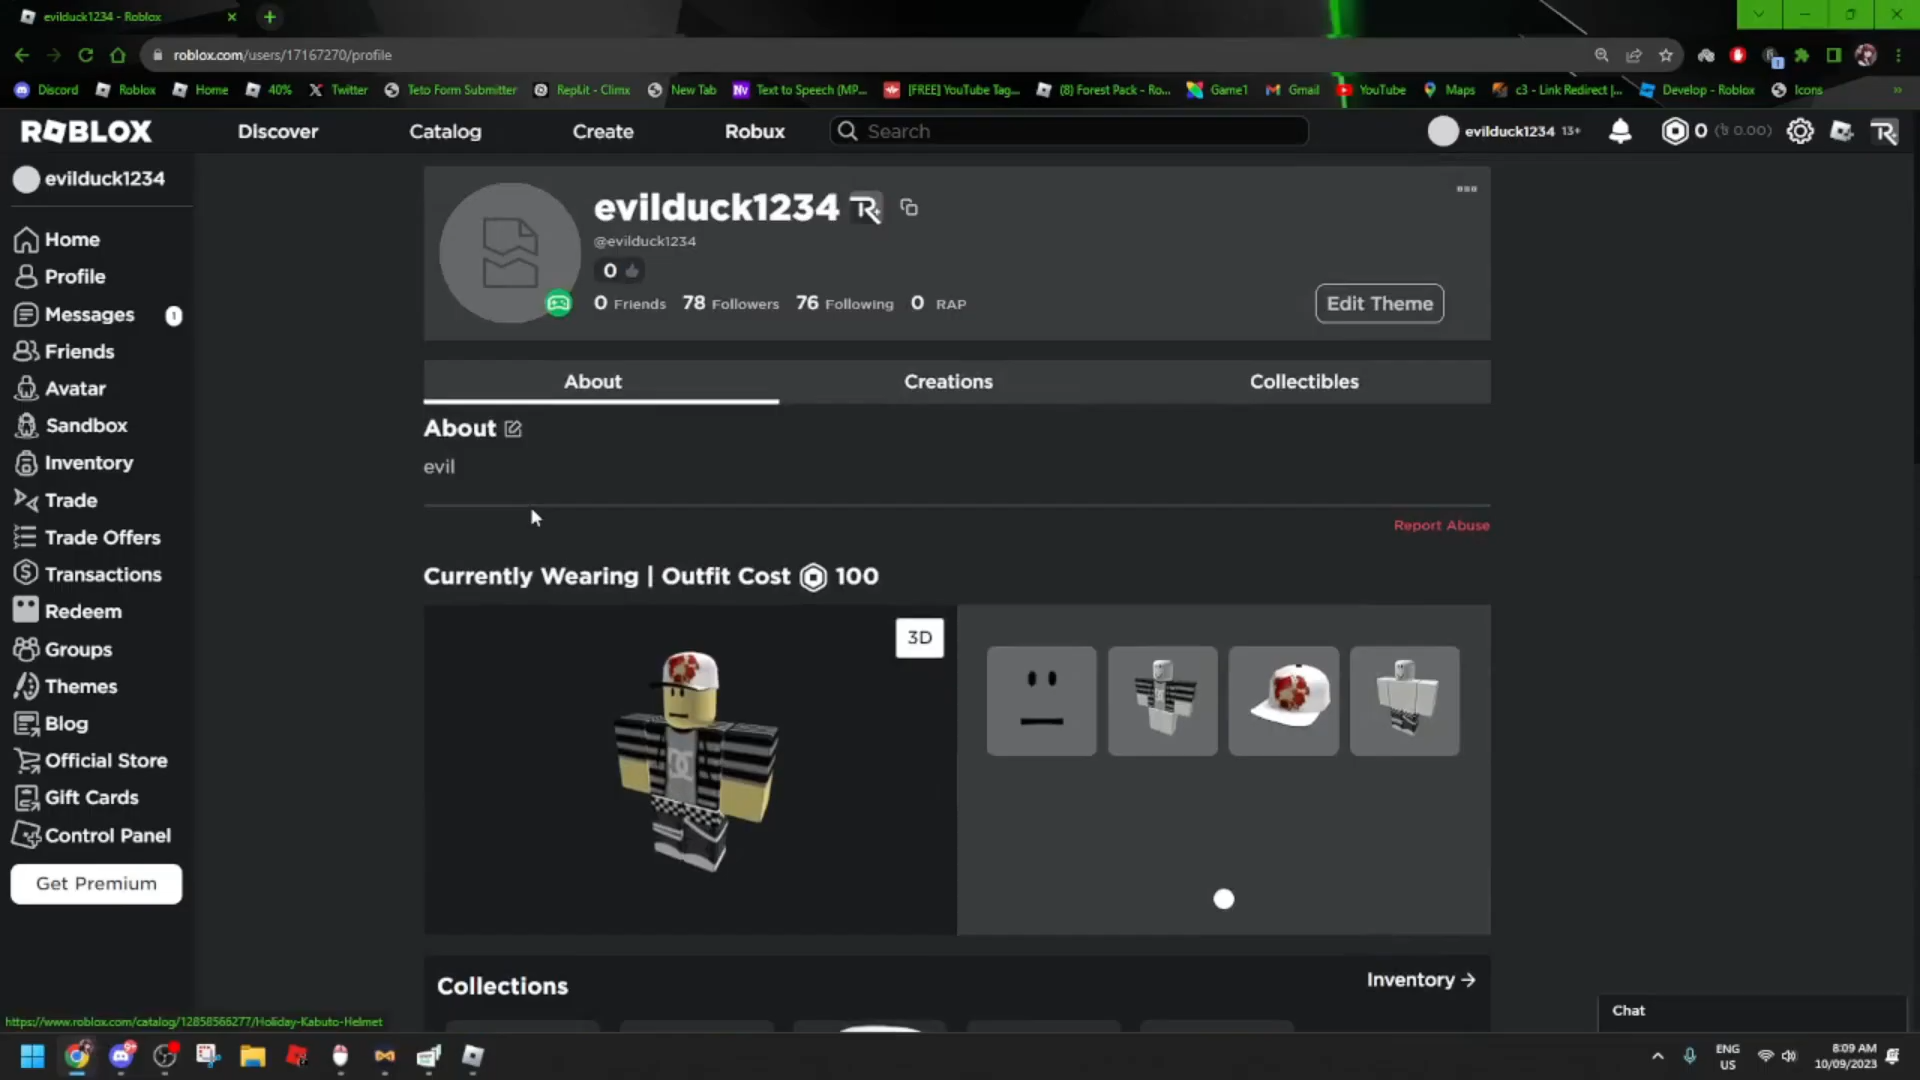 evilduck1234 - Roblox
roblox.com/users/17167270/profile
Discord Roblox Home 40% Twitter Teto Form Submitter Repl.it - Climx New Tab Text to Speech (MP... [FREE] YouTube Tag... (8) Forest Pack - Ro... Game1 Gmail YouTube Maps c3 - Link Redirect |... Develop - Roblox Icons »
ROBLOX Discover Catalog Create Robux Search evilduck1234 13+ 0
evilduck1234
Home
Profile
Messages 1
Friends
Avatar
Sandbox
Inventory
Trade
Trade Offers
Transactions
Redeem
Groups
Themes
Blog
Official Store
Gift Cards
Control Panel
Get Premium
evilduck1234
@evilduck1234
0
0 Friends 78 Followers 76 Following 0 RAP
Edit Theme
About Creations Collectibles
About
evil
Report Abuse
Currently Wearing | Outfit Cost 100
3D
Collections
Inventory →
Chat
https://www.roblox.com/catalog/12858566277/Holiday-Kabuto-Helmet
ENG
US
8:09 AM
10/09/2023